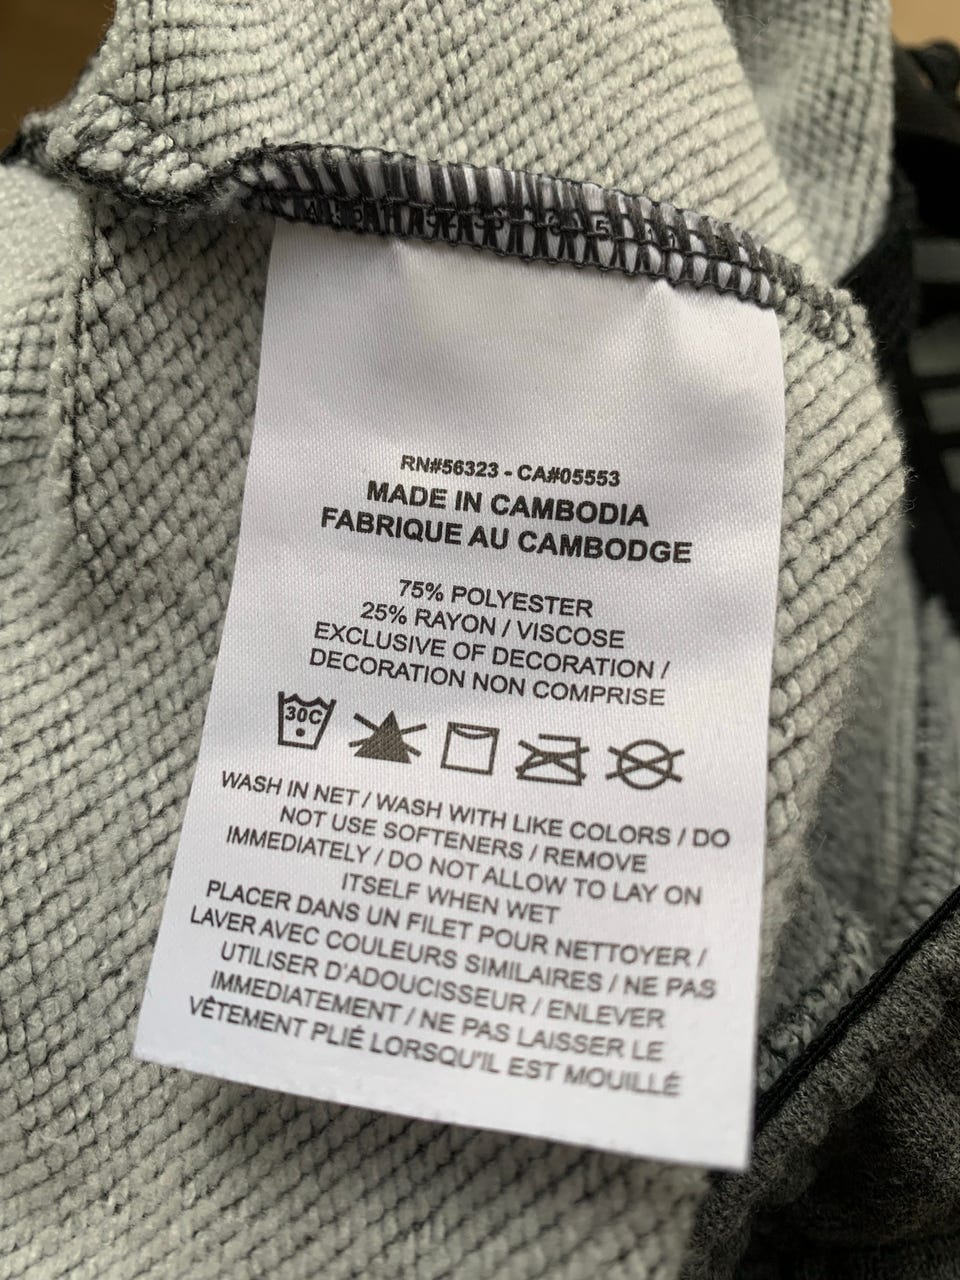 RN#56323 - CA#05553
MADE IN CAMBODIA
FABRIQUE AU CAMBODGE
75% POLYESTER
25% RAYON / VISCOSE
EXCLUSIVE OF DECORATION /
DECORATION NON COMPRISE
30C
WASH IN NET / WASH WITH LIKE COLORS / DO
NOT USE SOFTENERS / REMOVE
IMMEDIATELY / DO NOT ALLOW TO LAY ON
ITSELF WHEN WET
PLACER DANS UN FILET POUR NETTOYER /
LAVER AVEC COULEURS SIMILAIRES / NE PAS
UTILISER D'ADOUCISSEUR / ENLEVER
IMMEDIATEMENT / NE PAS LAISSER LE
VÊTEMENT PLIÉ LORSQU'IL EST MOUILLÉ